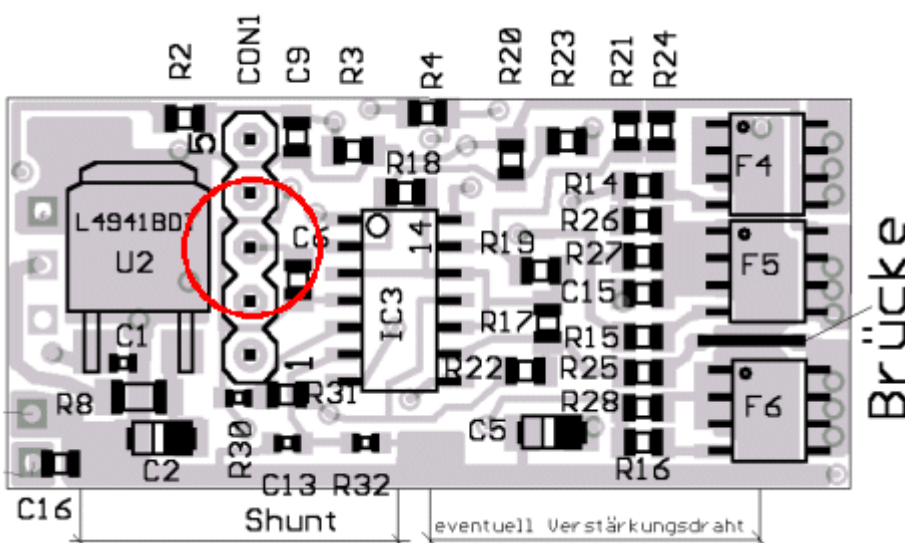 R2
CON1
C9
R3
R4
R20
R23
R21
R24
5
R18
L4941BDT
U2
C6
14
R19
IC3
R14
R26
R27
C15
F4
F5
Brücke
C1
1
R17
R15
R22
R25
R8
R31
R28
F6
C2
R30
C5
R16
C16
C13
R32
Shunt
eventuell Verstärkungsdraht